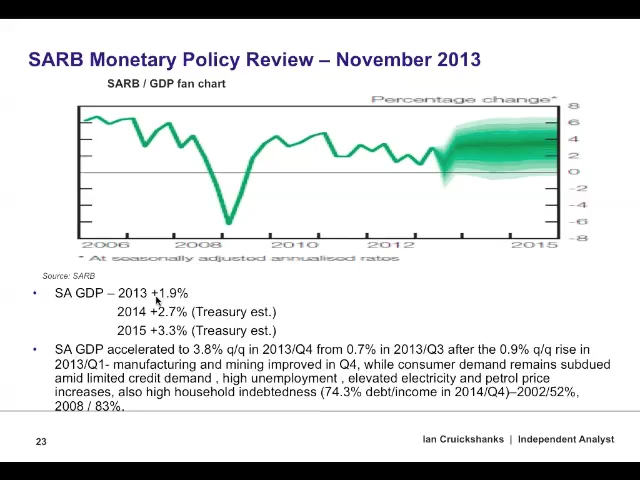 SARB Monetary Policy Review – November 2013
SARB / GDP fan chart
Percentage change*
8
6
4
2
0
-2
-4
-6
-8
2006 2008 2010 2012 2015
* At seasonally adjusted annualised rates
Source: SARB
• SA GDP – 2013 +1.9%
2014 +2.7% (Treasury est.)
2015 +3.3% (Treasury est.)
• SA GDP accelerated to 3.8% q/q in 2013/Q4 from 0.7% in 2013/Q3 after the 0.9% q/q rise in
2013/Q1- manufacturing and mining improved in Q4, while consumer demand remains subdued
amid limited credit demand , high unemployment , elevated electricity and petrol price
increases, also high household indebtedness (74.3% debt/income in 2014/Q4)–2002/52%,
2008 / 83%.
23
Ian Cruickshanks | Independent Analyst